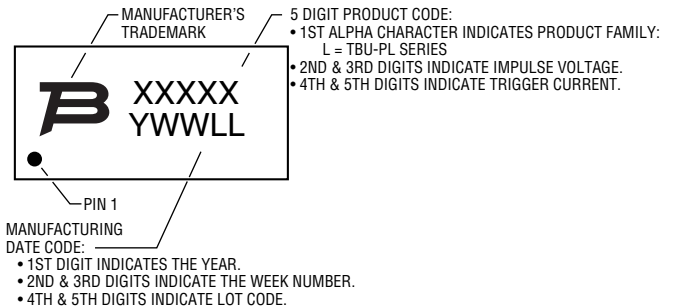 MANUFACTURER'S
TRADEMARK
5 DIGIT PRODUCT CODE:
• 1ST ALPHA CHARACTER INDICATES PRODUCT FAMILY:
L = TBU-PL SERIES
• 2ND & 3RD DIGITS INDICATE IMPULSE VOLTAGE.
• 4TH & 5TH DIGITS INDICATE TRIGGER CURRENT.
B
XXXXX
YWWLL
PIN 1
MANUFACTURING
DATE CODE:
• 1ST DIGIT INDICATES THE YEAR.
• 2ND & 3RD DIGITS INDICATE THE WEEK NUMBER.
• 4TH & 5TH DIGITS INDICATE LOT CODE.